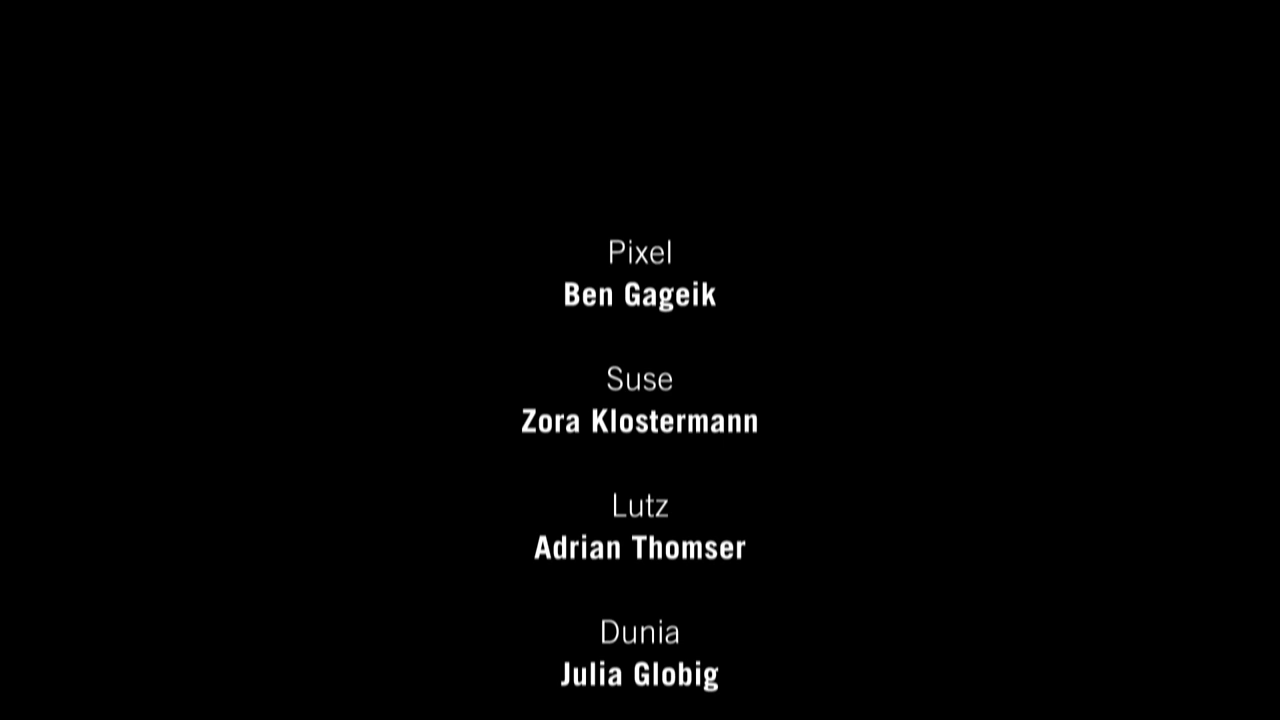 Pixel
Ben Gageik
Suse
Zora Klostermann
Lutz
Adrian Thomser
Dunia
Julia Globig